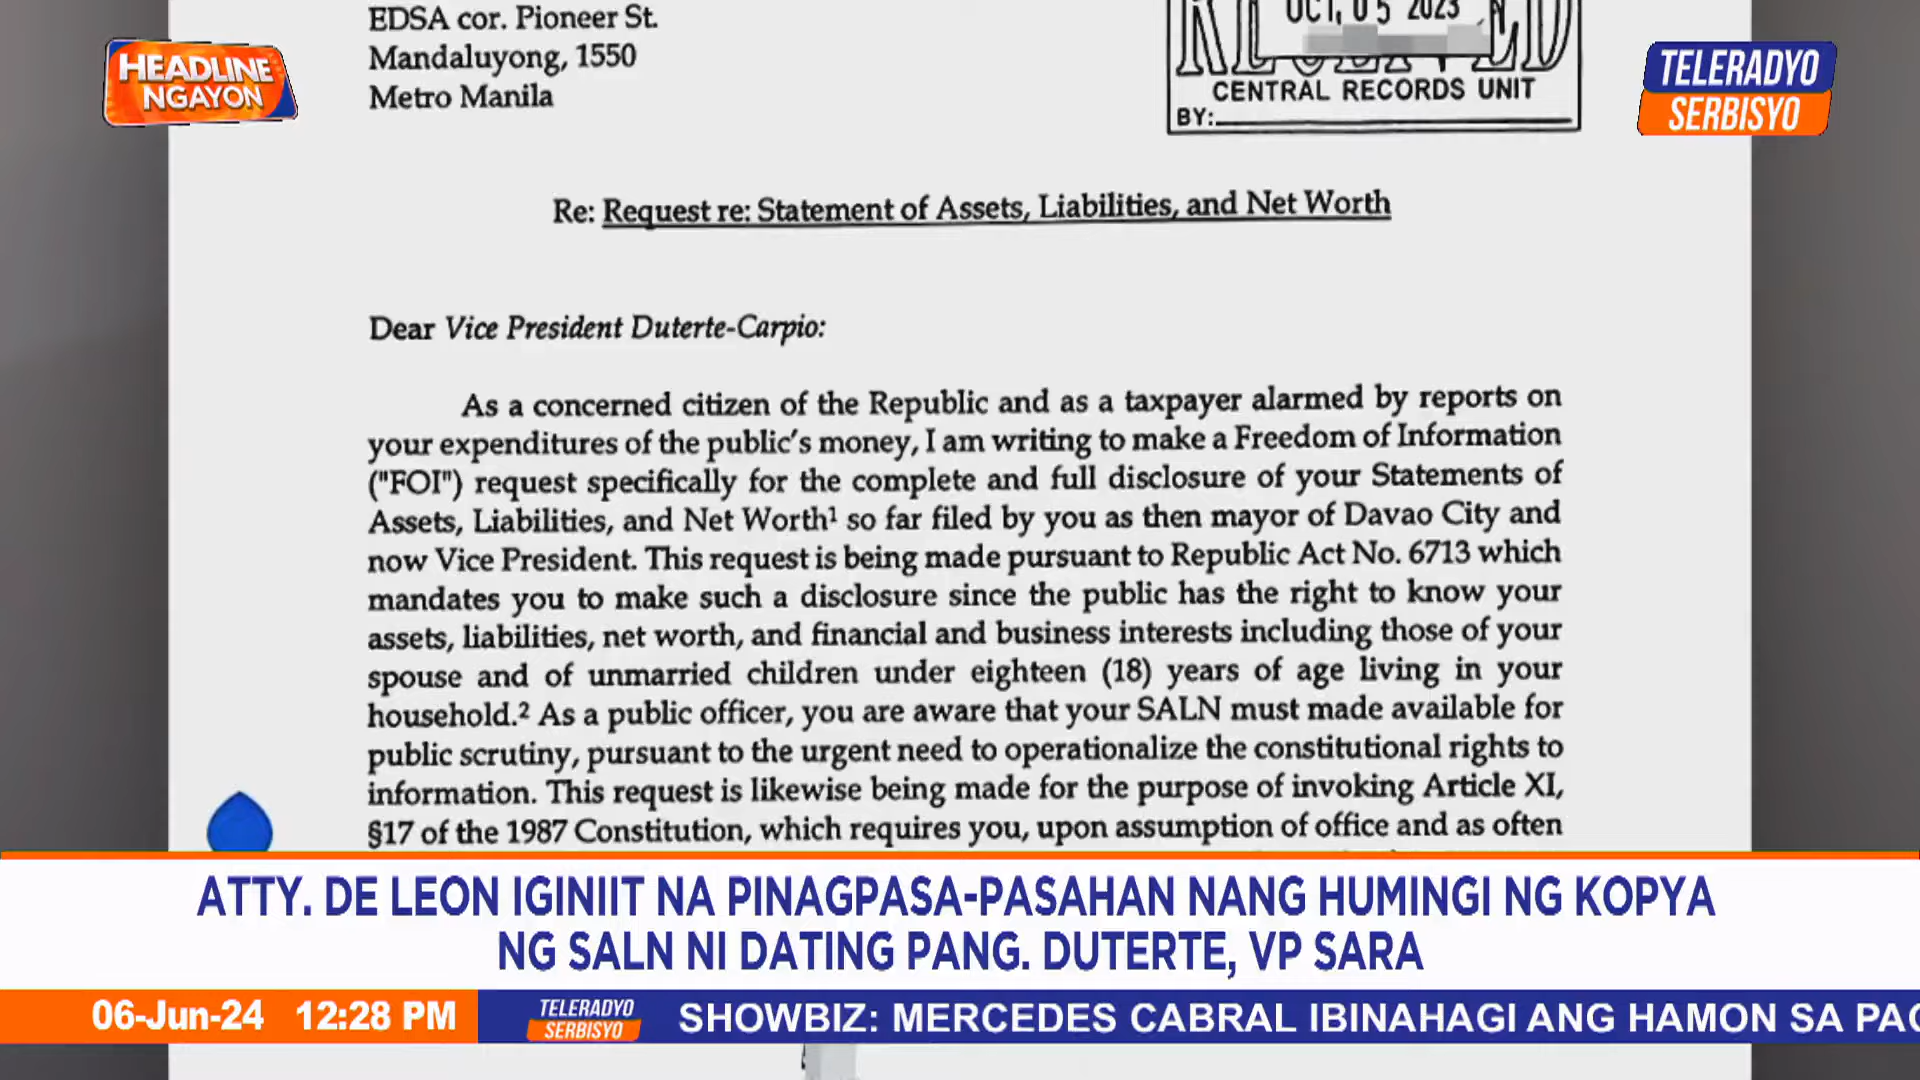 EDSA cor. Pioneer St.
Mandaluyong, 1550
Metro Manila
OCT, 05 2023
RECEIVED
CENTRAL RECORDS UNIT
BY:
HEADLINE
NGAYON
TELERADYO
SERBISYO
Re: Request re: Statement of Assets, Liabilities, and Net Worth
Dear Vice President Duterte-Carpio:
As a concerned citizen of the Republic and as a taxpayer alarmed by reports on
your expenditures of the public's money, I am writing to make a Freedom of Information
("FOI") request specifically for the complete and full disclosure of your Statements of
Assets, Liabilities, and Net Worth¹ so far filed by you as then mayor of Davao City and
now Vice President. This request is being made pursuant to Republic Act No. 6713 which
mandates you to make such a disclosure since the public has the right to know your
assets, liabilities, net worth, and financial and business interests including those of your
spouse and of unmarried children under eighteen (18) years of age living in your
household.² As a public officer, you are aware that your SALN must made available for
public scrutiny, pursuant to the urgent need to operationalize the constitutional rights to
information. This request is likewise being made for the purpose of invoking Article XI,
§17 of the 1987 Constitution, which requires you, upon assumption of office and as often
ATTY. DE LEON IGINIIT NA PINAGPASA-PASAHAN NANG HUMINGI NG KOPYA
NG SALN NI DATING PANG. DUTERTE, VP SARA
06-Jun-24 12:28 PM
TELERADYO
SERBISYO
SHOWBIZ: MERCEDES CABRAL IBINAHAGI ANG HAMON SA PAG